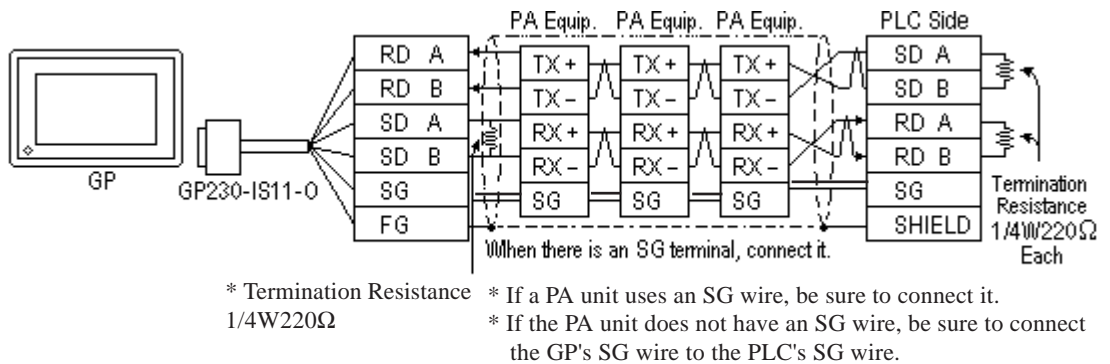 PA Equip. PA Equip. PA Equip. PLC Side
RD A TX+ TX+ TX+ SD A
RD B TX- TX- TX- SD B
SD A RX+ RX+ RX+ RD A
SD B RX- RX- RX- RD B
SG SG SG SG SG
FG SHIELD
GP
GP230-IS11-O
When there is an SG terminal, connect it.
Termination
Resistance
1/4W220Ω
Each
* Termination Resistance
1/4W220Ω
* If a PA unit uses an SG wire, be sure to connect it.
* If the PA unit does not have an SG wire, be sure to connect
the GP's SG wire to the PLC's SG wire.